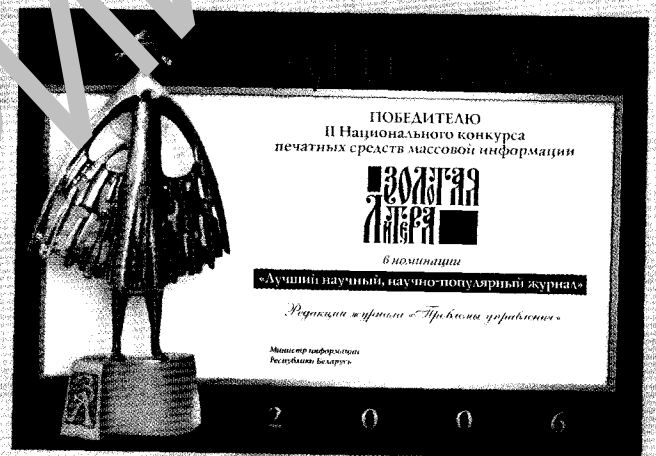 ПОБЕДИТЕЛЮ
II Национального конкурса
печатных средств массовой информации
ЗОЛОТАЯ
ЛИТЕРА
в номинации
«Лучший научный, научно-популярный журнал»
Редакции журнала «Проблемы управления»
Министр информации
Республики Беларусь
2 0 0 6